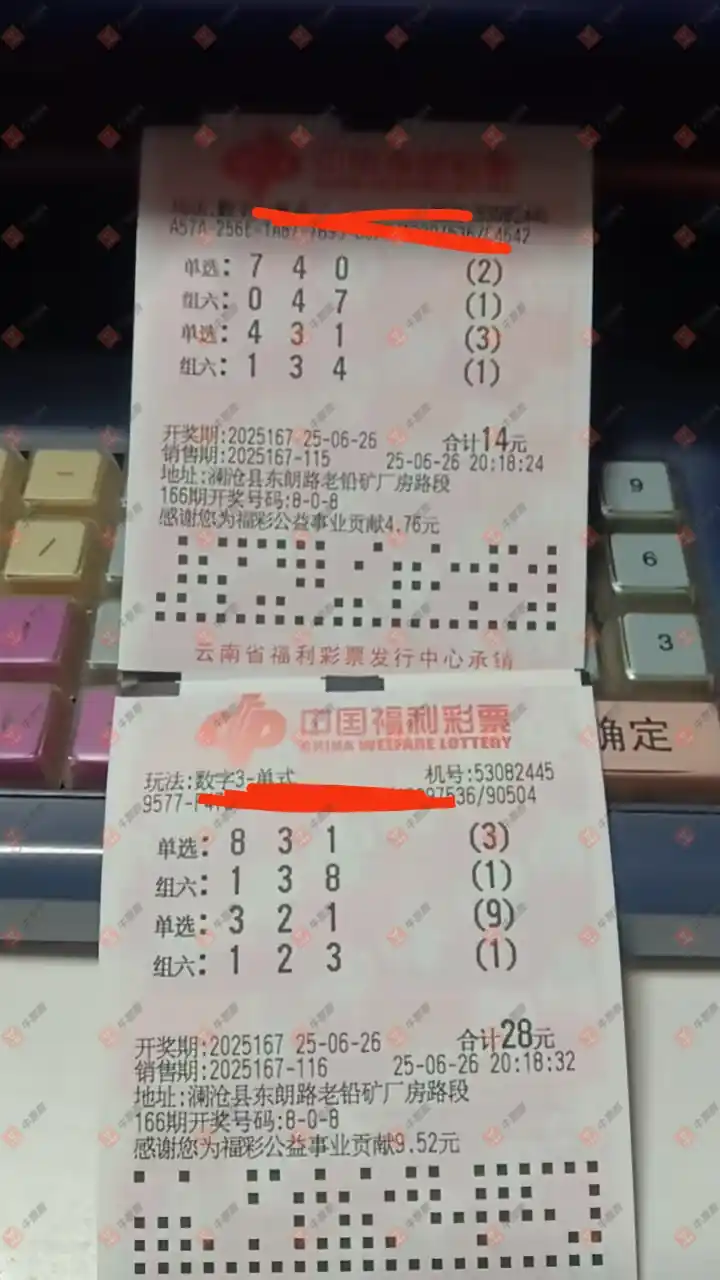 中国福利彩票
A57A-256E-
单选: 7 4 0 (2)
组六: 0 4 7 (1)
单选: 4 3 1 (3)
组六: 1 3 4 (1)
开奖期:2025167 25-06-26 合计14元
销售期:2025167-115 25-06-26 20:18:24
地址:澜沧县东朗路老铅矿厂房路段
166期开奖号码:8-0-8
感谢您为福彩公益事业贡献4.76元
云南省福利彩票发行中心承销
9
6
3
确定
中国福利彩票
CHINA WELFARE LOTTERY
玩法:数字3-单式 机号:53082445
9577- 536/90504
单选: 8 3 1 (3)
组六: 1 3 8 (1)
单选: 3 2 1 (9)
组六: 1 2 3 (1)
开奖期:2025167 25-06-26 合计28元
销售期:2025167-116 25-06-26 20:18:32
地址:澜沧县东朗路老铅矿厂房路段
166期开奖号码:8-0-8
感谢您为福彩公益事业贡献9.52元